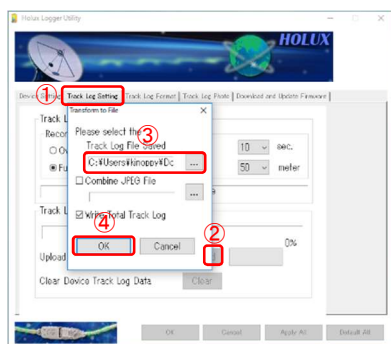 Holux Logger Utility
HOLUX
① Track Log Setting Track Log Format Track Log Photo Download and Update Firmware
Transform to File
Please select the
③
Track Log File Saved
C:¥Users¥kinoppy¥Dc ...
10 sec.
50 meter
Combine JPEG File
...
Track L
Write Total Track Log
④
②
OK Cancel
0%
Upload
Clear Device Track Log Data Clear
OK Cancel Apply All Default All